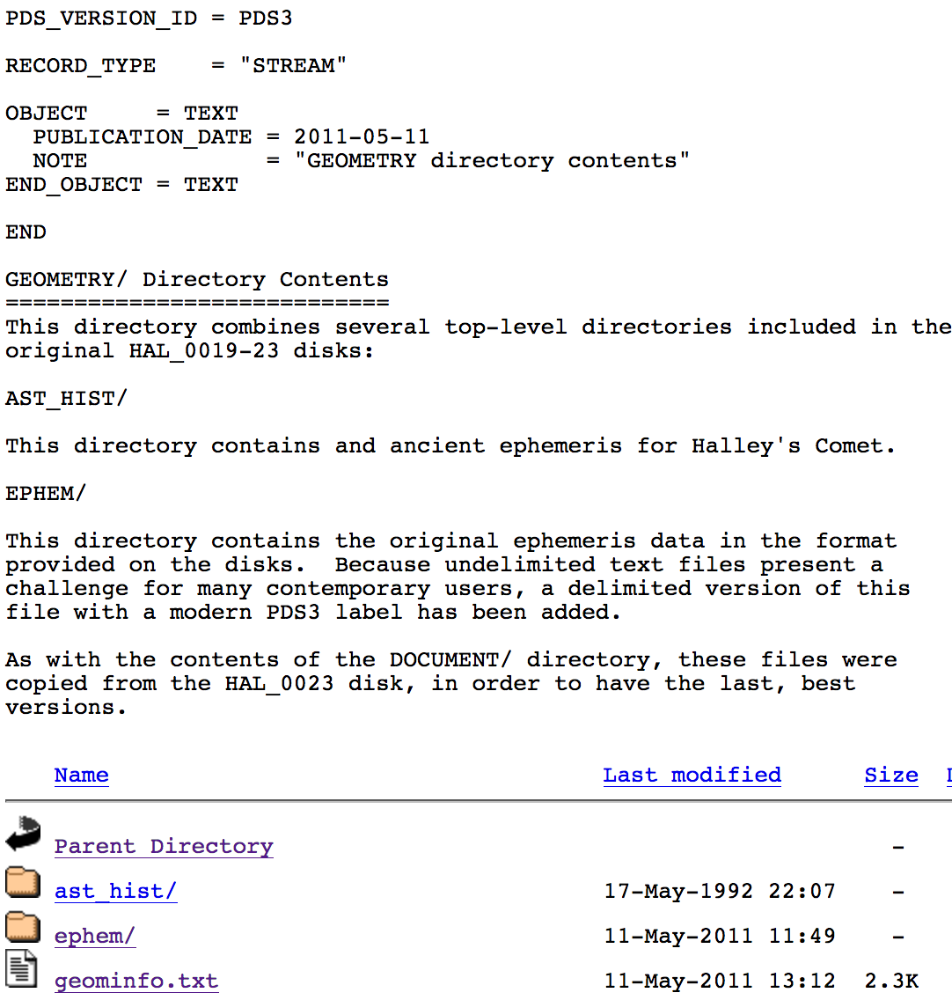 PDS_VERSION_ID = PDS3
RECORD_TYPE    = "STREAM"
OBJECT     = TEXT
  PUBLICATION_DATE = 2011-05-11
  NOTE             = "GEOMETRY directory contents"
END_OBJECT = TEXT
END
GEOMETRY/ Directory Contents
============================
This directory combines several top-level directories included in the
original HAL_0019-23 disks:
AST_HIST/
This directory contains and ancient ephemeris for Halley's Comet.
EPHEM/
This directory contains the original ephemeris data in the format
provided on the disks.  Because undelimited text files present a
challenge for many contemporary users, a delimited version of this
file with a modern PDS3 label has been added.
As with the contents of the DOCUMENT/ directory, these files were
copied from the HAL_0023 disk, in order to have the last, best
versions.
Name Last modified Size
Parent Directory -
ast_hist/ 17-May-1992 22:07 -
ephem/ 11-May-2011 11:49 -
geominfo.txt 11-May-2011 13:12 2.3K